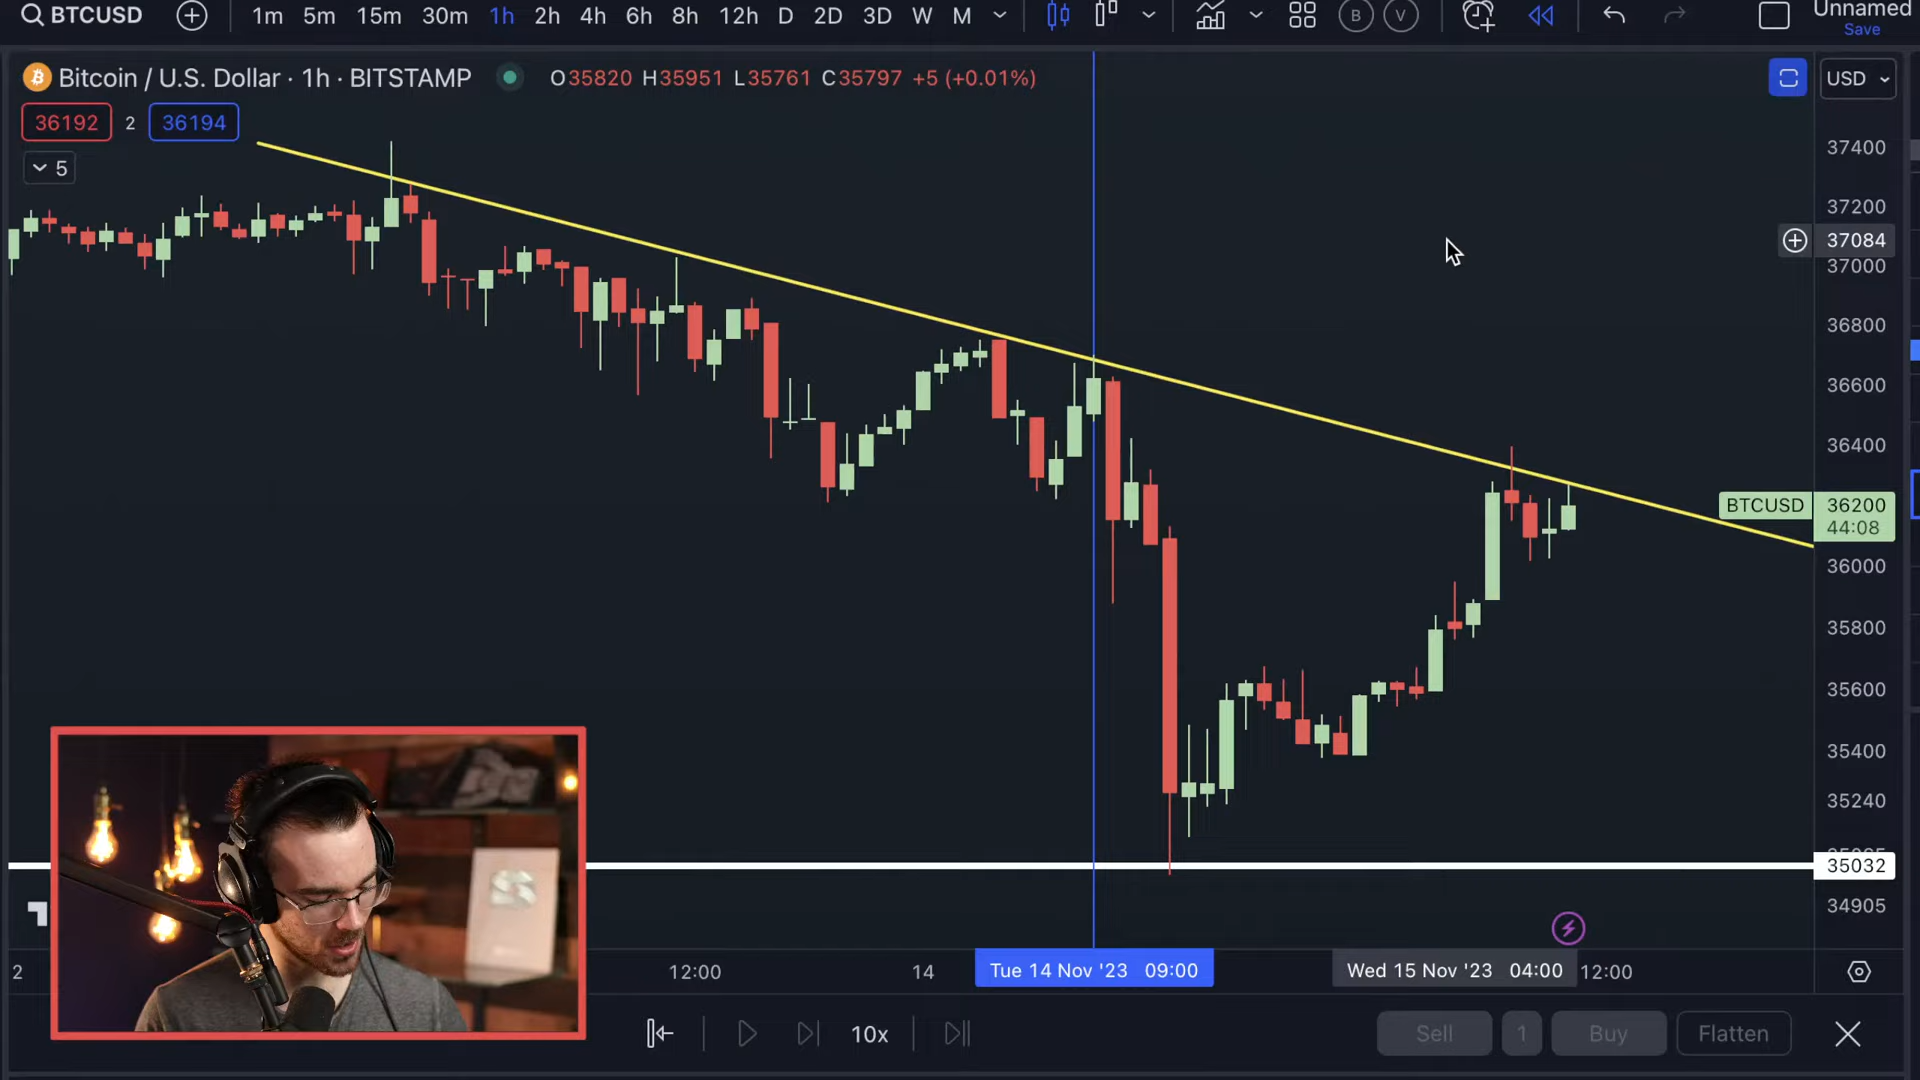 BTCUSD 1m 5m 15m 30m 1h 2h 4h 6h 8h 12h D 2D 3D W M B V Unnamed
Save
Bitcoin / U.S. Dollar · 1h · BITSTAMP O35820 H35951 L35761 C35797 +5 (+0.01%) USD
36192 2 36194
5
37400
37200
37084
37000
36800
36600
36400
BTCUSD 36200
44:08
36000
35800
35600
35400
35240
35032
34905
2 12:00 14 Tue 14 Nov '23 09:00 Wed 15 Nov '23 04:00 12:00
10x Sell 1 Buy Flatten